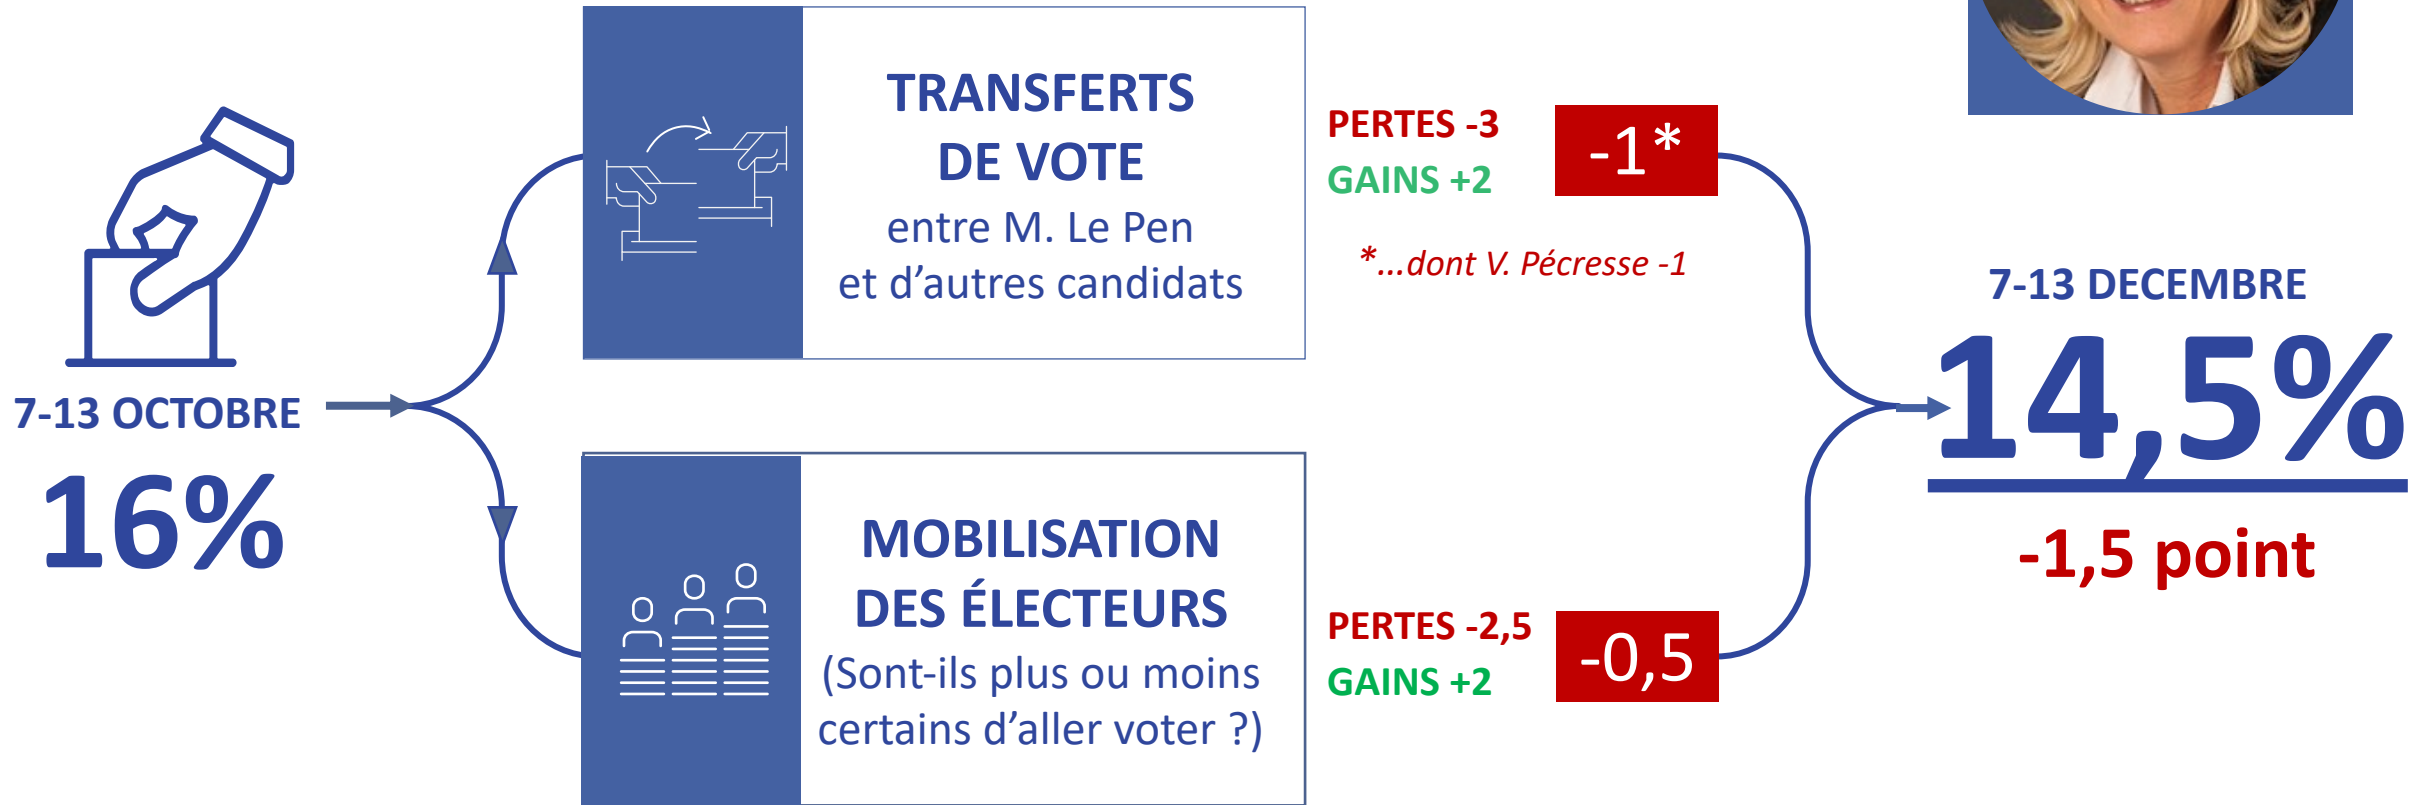 7-13 OCTOBRE
16%
TRANSFERTS
DE VOTE
entre M. Le Pen
et d'autres candidats
PERTES -3
GAINS +2
-1*
*...dont V. Pécresse -1
MOBILISATION
DES ÉLECTEURS
(Sont-ils plus ou moins
certains d'aller voter ?)
PERTES -2,5
GAINS +2
-0,5
7-13 DECEMBRE
14,5%
-1,5 point